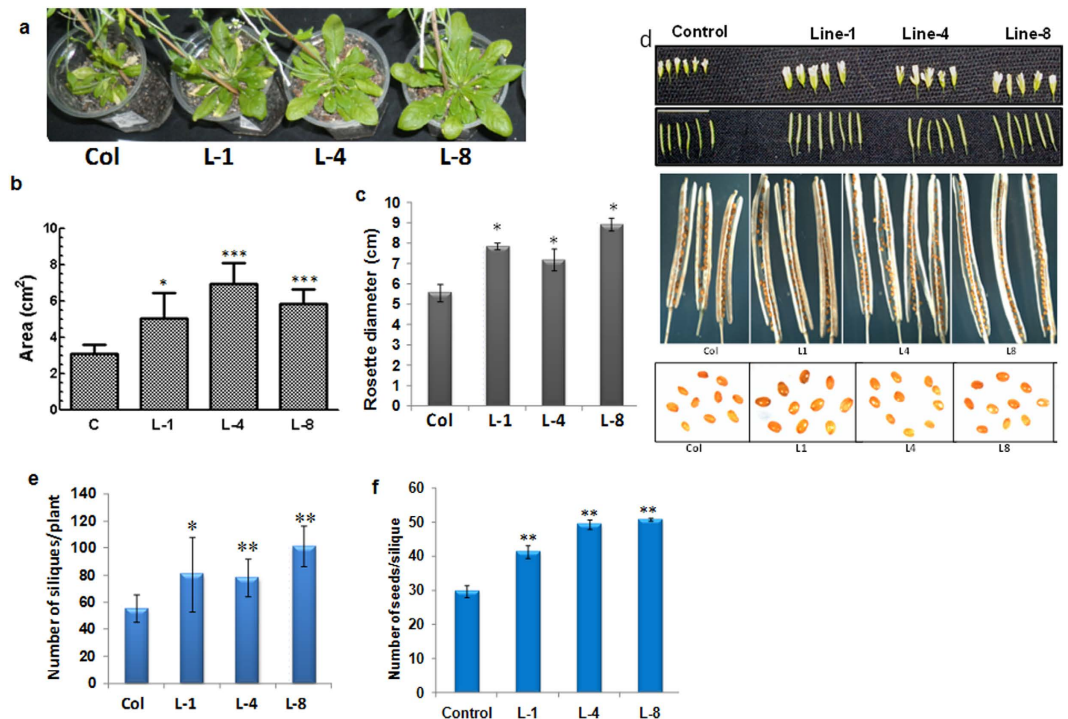 a
Col L-1 L-4 L-8
b
Area (cm²)
10
8
6
4
2
0
*
***
***
C L-1 L-4 L-8
c
Rosette diameter (cm)
10
9
8
7
6
5
4
3
2
1
0
*
*
*
Col L-1 L-4 L-8
d
Control Line-1 Line-4 Line-8
Col L1 L4 L8
Col L1 L4 L8
e
Number of siliques/plant
140
120
100
80
60
40
20
0
*
**
**
Col L-1 L-4 L-8
f
Number of seeds/silique
60
50
40
30
20
10
0
**
**
**
Control L-1 L-4 L-8